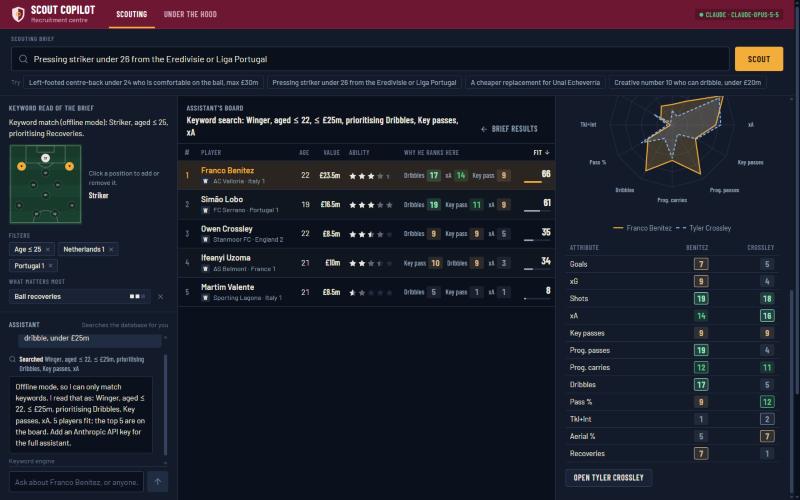 SCOUT COPILOT
Recruitment centre
SCOUTING
UNDER THE HOOD
CLAUDE · CLAUDE-OPUS-5-5
SCOUTING BRIEF
Pressing striker under 26 from the Eredivisie or Liga Portugal
SCOUT
Try
Left-footed centre-back under 24 who is comfortable on the ball, max £30m
Pressing striker under 26 from the Eredivisie or Liga Portugal
A cheaper replacement for Unai Echeverria
Creative number 10 who can dribble, under £20m
KEYWORD READ OF THE BRIEF
Keyword match (offline mode): Striker, aged ≤ 25,
prioritising Recoveries.
Click a position to add or
remove it.
Striker
FILTERS
Age ≤ 25 ×
Netherlands 1 ×
Portugal 1 ×
WHAT MATTERS MOST
Ball recoveries
×
ASSISTANT
Searches the database for you
dribble, under £25m
Searched Winger, aged ≤ 22, ≤ £25m, prioritising
Dribbles, Key passes, xA
Offline mode, so I can only match
keywords. I read that as: Winger, aged ≤
22, ≤ £25m, prioritising Dribbles, Key
passes, xA. 5 players fit; the top 5 are on
the board. Add an Anthropic API key for
the full assistant.
Keyword engine
Ask about Franco Benitez, or anyone.
ASSISTANT'S BOARD
Keyword search: Winger, aged ≤ 22, ≤ £25m, prioritising Dribbles, Key passes,
xA
← BRIEF RESULTS
# PLAYER AGE VALUE ABILITY WHY HE RANKS HERE FIT ↓
1 Franco Benitez 22 £23.5m Dribbles 17 xA 14 Key pass 9 66
AC Valloria · Italy 1
2 Simão Lobo 19 £16.5m Dribbles 19 Key pass 11 xA 9 61
FC Serrano · Portugal 1
3 Owen Crossley 22 £8.5m Dribbles 9 Key pass 9 xA 5 35
Stanmoor FC · England 2
4 Ifeanyi Uzoma 21 £10m Key pass 10 Dribbles 9 xA 3 34
AS Belmont · France 1
5 Martim Valente 21 £8.5m Dribbles 5 Key pass 1 xA 1 8
Sporting Lagona · Italy 1
Tkl+Int
xA
Pass %
Key passes
Dribbles
Prog. passes
Prog. carries
Franco Benitez
Tyler Crossley
ATTRIBUTE BENITEZ CROSSLEY
Goals 7 5
xG 9 4
Shots 19 18
xA 14 16
Key passes 9 9
Prog. passes 19 4
Prog. carries 12 11
Dribbles 17 5
Pass % 9 12
Tkl+Int 1 2
Aerial % 5 7
Recoveries 7 1
OPEN TYLER CROSSLEY